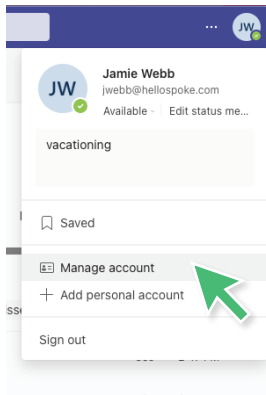 ... JW
JW
Jamie Webb
jwebb@hellospoke.com
Available - Edit status me...
vacationing
Saved
Manage account
+ Add personal account
Sign out